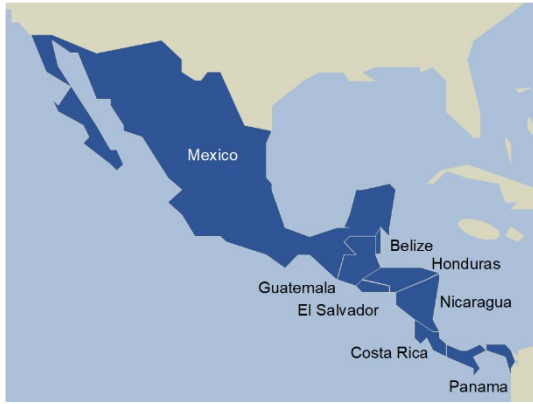 Mexico
Belize
Honduras
Guatemala
El Salvador
Nicaragua
Costa Rica
Panama